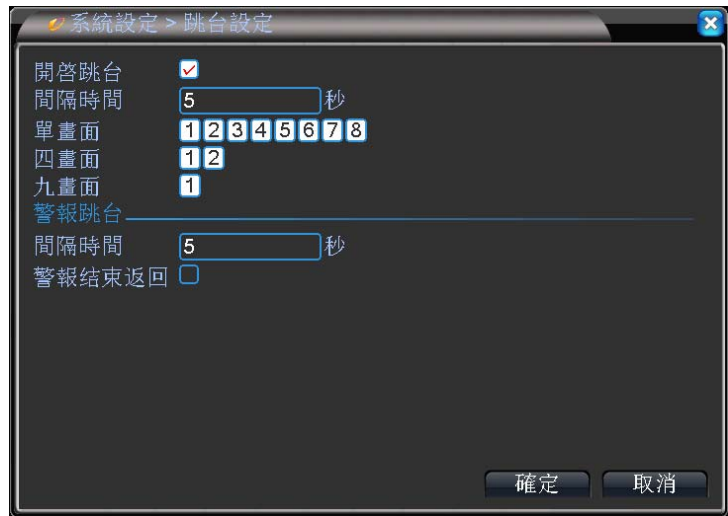 系統設定 > 跳台設定
開啓跳台
間隔時間 5 秒
單畫面 1 2 3 4 5 6 7 8
四畫面 1 2
九畫面 1
警報跳台
間隔時間 5 秒
警報结束返回
確定 取消